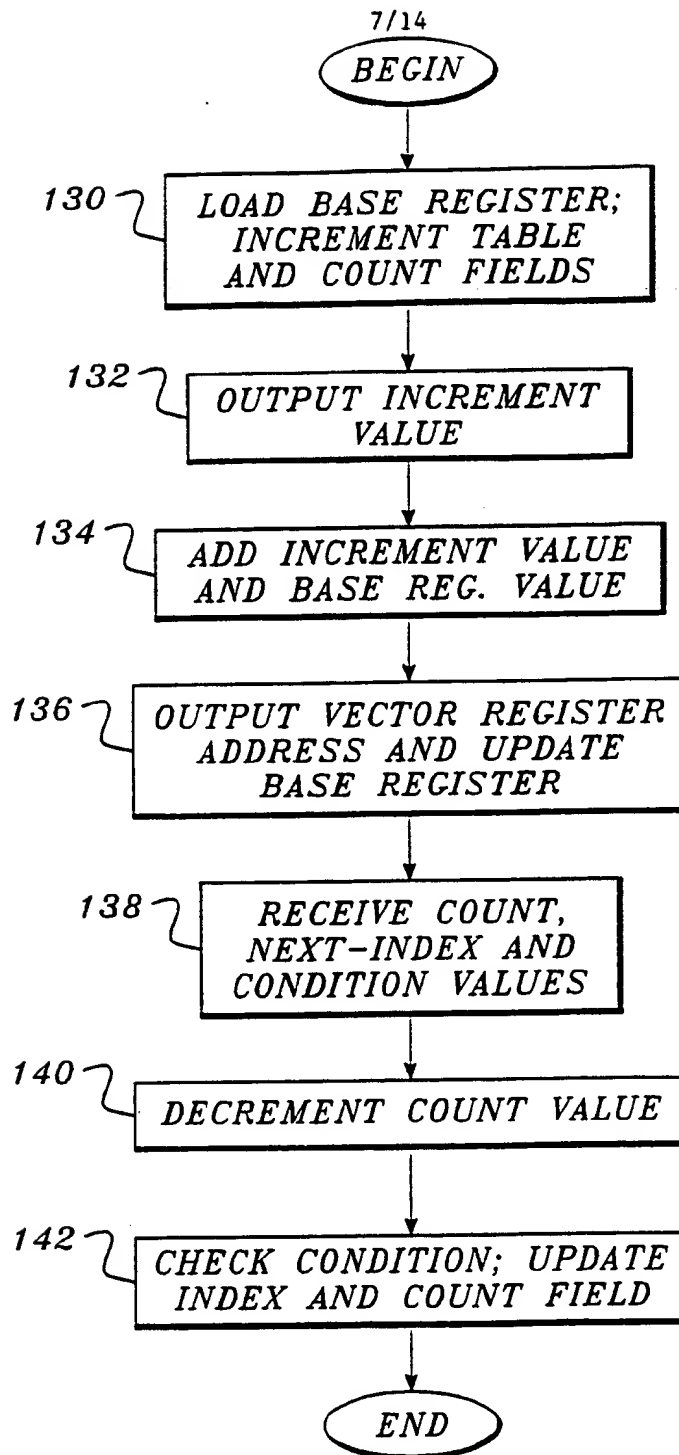 7/14
BEGIN
130
LOAD BASE REGISTER;
INCREMENT TABLE
AND COUNT FIELDS
132
OUTPUT INCREMENT
VALUE
134
ADD INCREMENT VALUE
AND BASE REG. VALUE
136
OUTPUT VECTOR REGISTER
ADDRESS AND UPDATE
BASE REGISTER
138
RECEIVE COUNT,
NEXT-INDEX AND
CONDITION VALUES
140
DECREMENT COUNT VALUE
142
CHECK CONDITION; UPDATE
INDEX AND COUNT FIELD
END